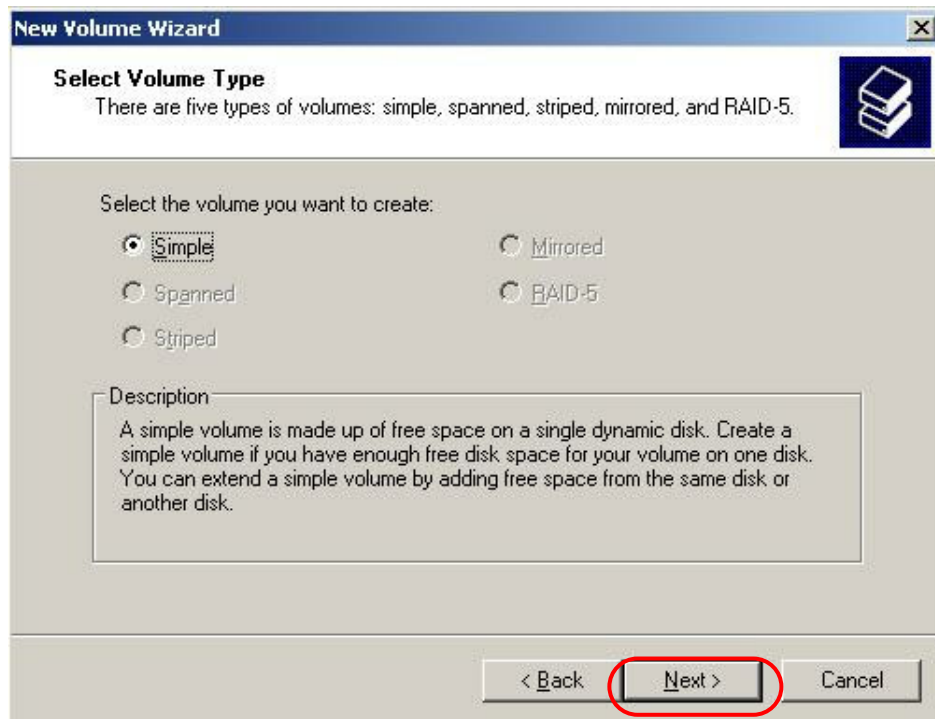 New Volume Wizard
Select Volume Type
There are five types of volumes: simple, spanned, striped, mirrored, and RAID-5.
Select the volume you want to create:
Simple
Spanned
Striped
Mirrored
RAID-5
Description
A simple volume is made up of free space on a single dynamic disk. Create a
simple volume if you have enough free disk space for your volume on one disk.
You can extend a simple volume by adding free space from the same disk or
another disk.
< Back
Next >
Cancel